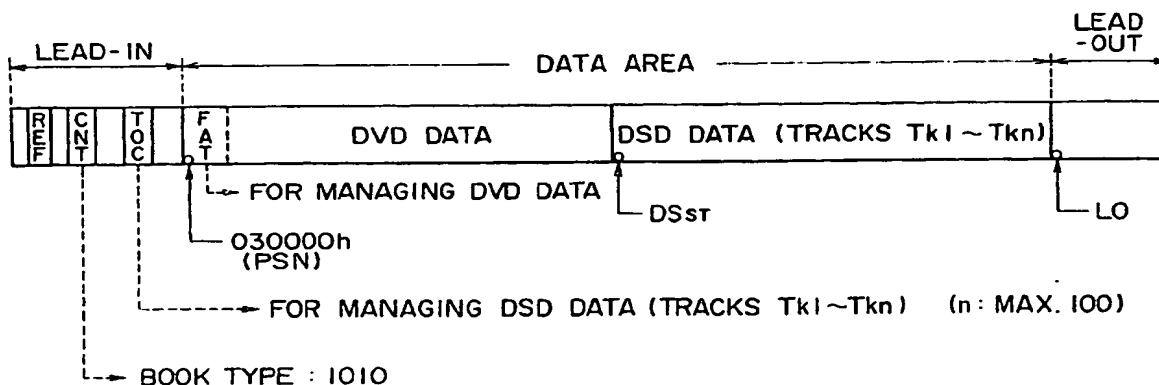 LEAD-IN
DATA AREA
LEAD
-OUT
REF
CNT
TOC
FAT
DVD DATA
DSD DATA (TRACKS Tk1~Tkn)
FOR MANAGING DVD DATA
DSST
LO
030000h
(PSN)
FOR MANAGING DSD DATA (TRACKS Tk1~Tkn) (n: MAX. 100)
BOOK TYPE : 1010